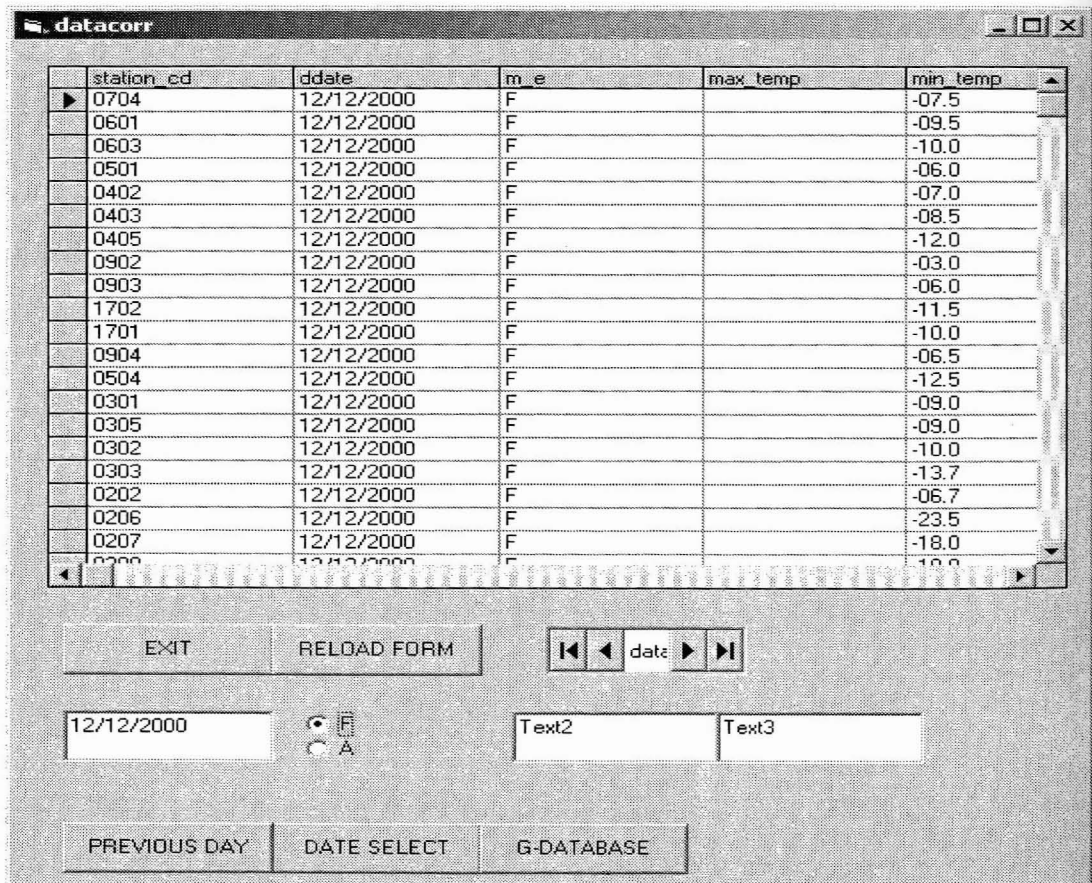 datacorr
station_cd ddate m_e max_temp min_temp
0704 12/12/2000 F -07.5
0601 12/12/2000 F -09.5
0603 12/12/2000 F -10.0
0501 12/12/2000 F -06.0
0402 12/12/2000 F -07.0
0403 12/12/2000 F -08.5
0405 12/12/2000 F -12.0
0902 12/12/2000 F -03.0
0903 12/12/2000 F -06.0
1702 12/12/2000 F -11.5
1701 12/12/2000 F -10.0
0904 12/12/2000 F -06.5
0504 12/12/2000 F -12.5
0301 12/12/2000 F -09.0
0305 12/12/2000 F -09.0
0302 12/12/2000 F -10.0
0303 12/12/2000 F -13.7
0202 12/12/2000 F -06.7
0206 12/12/2000 F -23.5
0207 12/12/2000 F -18.0
12/12/2000 F
EXIT RELOAD FORM data
12/12/2000 F Text2 Text3
A
PREVIOUS DAY DATE SELECT G-DATABASE